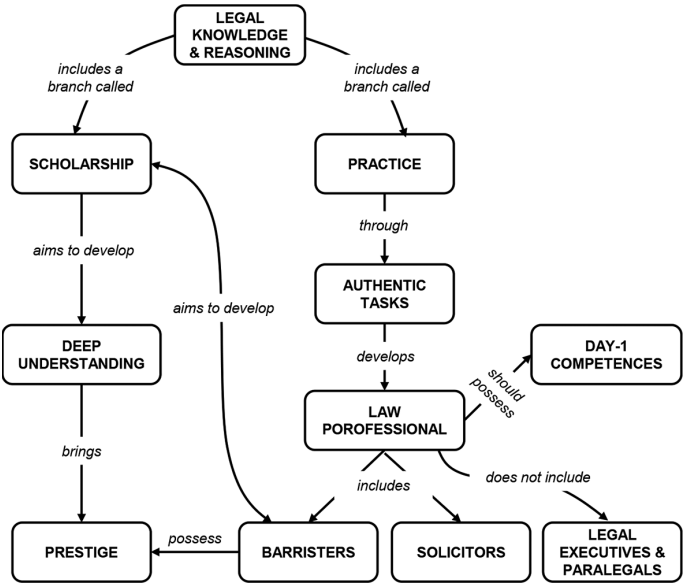 LEGAL
KNOWLEDGE
& REASONING
includes a
branch called
includes a
branch called
SCHOLARSHIP
PRACTICE
through
aims to develop
aims to develop
AUTHENTIC
TASKS
DEEP
UNDERSTANDING
develops
DAY-1
COMPETENCES
should
possess
LAW
POROFESSIONAL
brings
includes
does not include
PRESTIGE
possess
BARRISTERS
SOLICITORS
LEGAL
EXECUTIVES &
PARALEGALS